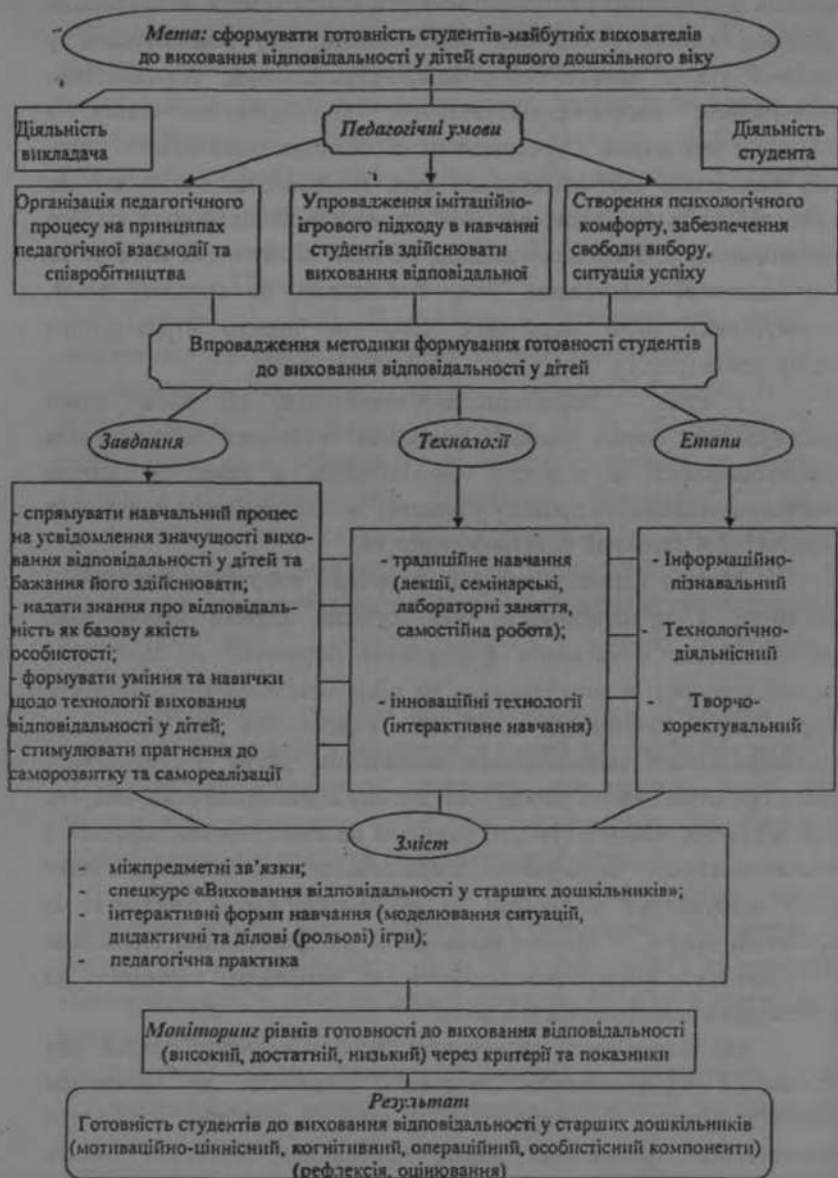 Мета: сформувати готовність студентів-майбутніх вихователів
до виховання відповідальності у дітей старшого дошкільного віку
Діяльність
викладача
Педагогічні умови
Діяльність
студента
Організація педагогічного
процесу на принципах
педагогічної взаємодії та
співробітництва
Упровадження імітаційно-
ігрового підходу в навчанні
студентів здійснювати
виховання відповідальної
Створення психологічного
комфорту, забезпечення
свободи вибору,
ситуація успіху
Впровадження методики формування готовності студентів
до виховання відповідальності у дітей
Завдання
Технології
Етапи
- спрямувати навчальний процес
на усвідомлення значущості вихо-
вання відповідальності у дітей та
бажання його здійснювати;
- надати знання про відповідаль-
ність як базову якість
особистості;
- формувати уміння та навички
щодо технології виховання
відповідальності у дітей;
- стимулювати прагнення до
саморозвитку та самореалізації
- традиційне навчання
(лекції, семінарські,
лабораторні заняття,
самостійна робота);
- інноваційні технології
(інтерактивне навчання)
- Інформаційно-
пізнавальний
- Технологічно-
діяльнісний
- Творчо-
коректувальний
Зміст
- міжпредметні зв'язки;
- спецкурс «Виховання відповідальності у старших дошкільників»;
- інтерактивні форми навчання (моделювання ситуацій,
дидактичні та ділові (рольові) ігри);
- педагогічна практика
Моніторинг рівнів готовності до виховання відповідальності
(високий, достатній, низький) через критерії та показники
Результат
Готовність студентів до виховання відповідальності у старших дошкільників
(мотиваційно-ціннісний, когнітивний, операційний, особистісний компоненти)
(рефлексія, оцінювання)